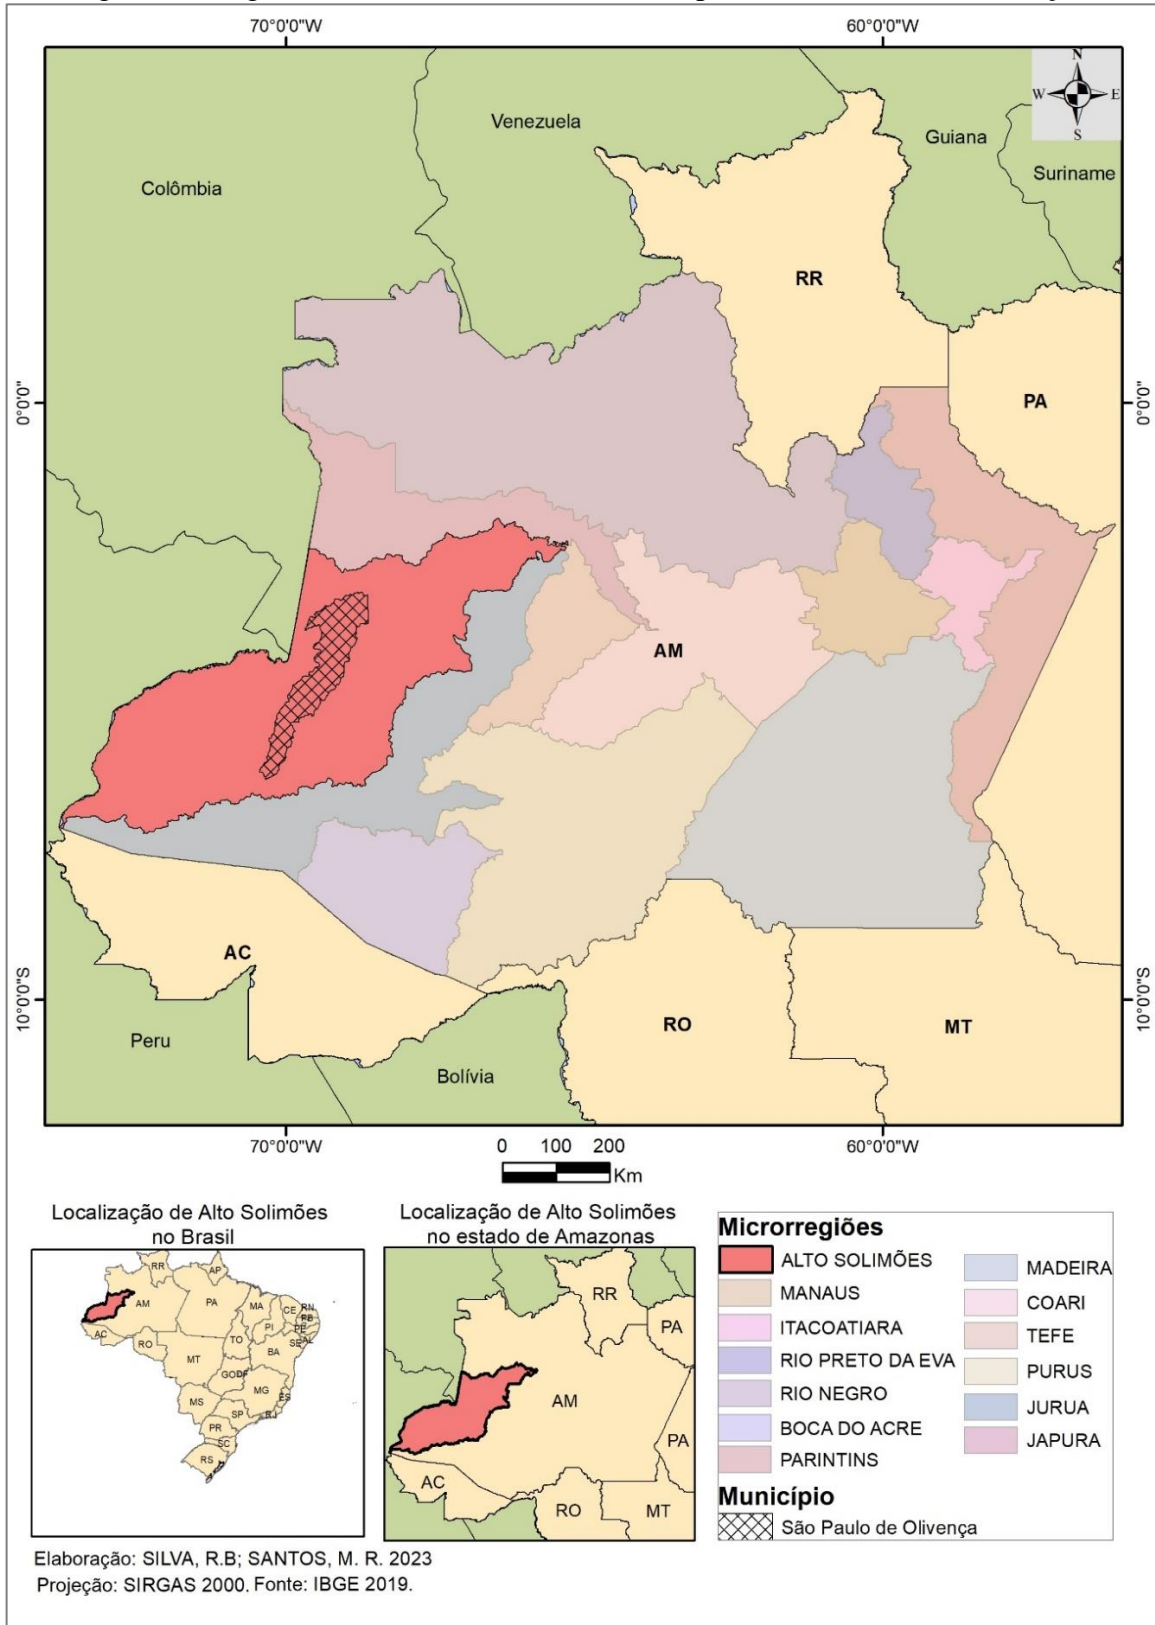 70°0'0"W
60°0'0"W
N
W
E
S
Venezuela
Guiana
Suriname
Colômbia
RR
0°0'0"
0°0'0"
PA
AM
AC
10°0'0"S
10°0'0"S
RO
MT
Peru
Bolívia
70°0'0"W
60°0'0"W
0 100 200
Km
Localização de Alto Solimões
no Brasil
RR
AP
AM
PA
MA
CE
RN
PB
PE
AL
SE
PI
AC
RO
TO
BA
MT
GO
DF
MG
ES
MS
SP
RJ
PR
SC
RS
Localização de Alto Solimões
no estado de Amazonas
RR
PA
AM
PA
AC
RO
MT
Microrregiões
ALTO SOLIMÕES
MANAUS
ITACOATIARA
RIO PRETO DA EVA
RIO NEGRO
BOCA DO ACRE
PARINTINS
MADEIRA
COARI
TEFE
PURUS
JURUA
JAPURA
Município
São Paulo de Olivença
Elaboração: SILVA, R.B; SANTOS, M. R. 2023
Projeção: SIRGAS 2000. Fonte: IBGE 2019.